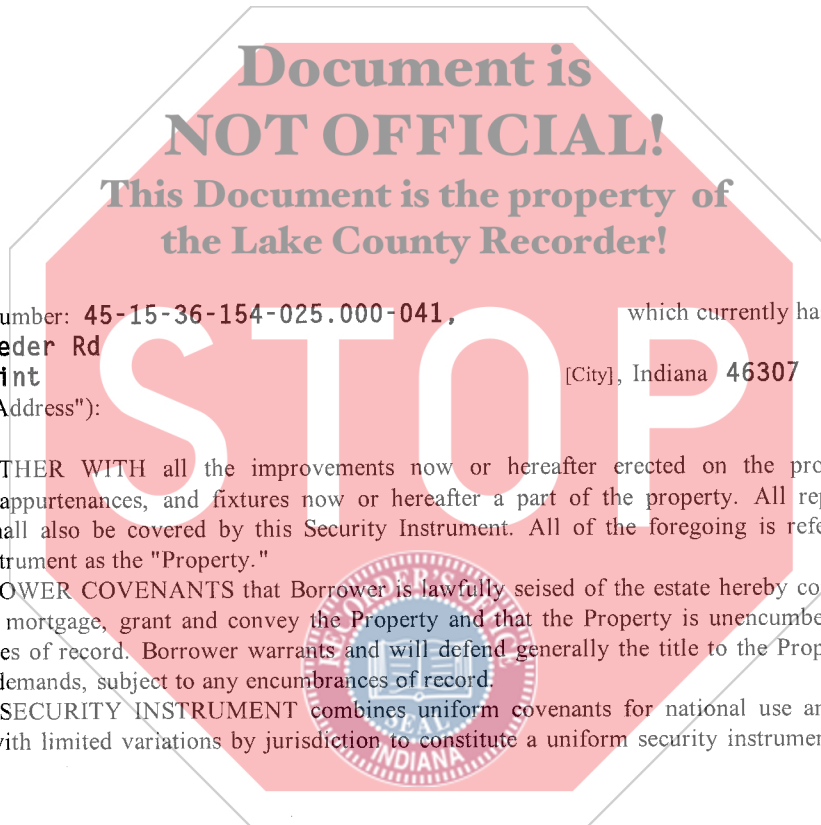 Document is
NOT OFFICIAL!
This Document is the property of
the Lake County Recorder!
STOP
umber: 45-15-36-154-025.000-041, which currently ha
eder Rd
int [City], Indiana 46307
Address"):
THER WITH all the improvements now or hereafter erected on the pro
appurtenances, and fixtures now or hereafter a part of the property. All rep
hall also be covered by this Security Instrument. All of the foregoing is refe
trument as the "Property."
OWER COVENANTS that Borrower is lawfully seised of the estate hereby co
mortgage, grant and convey the Property and that the Property is unencumbe
es of record. Borrower warrants and will defend generally the title to the Prop
demands, subject to any encumbrances of record.
SECURITY INSTRUMENT combines uniform covenants for national use an
with limited variations by jurisdiction to constitute a uniform security instrumen
RECORDER'S OFFICE
SEAL
INDIANA